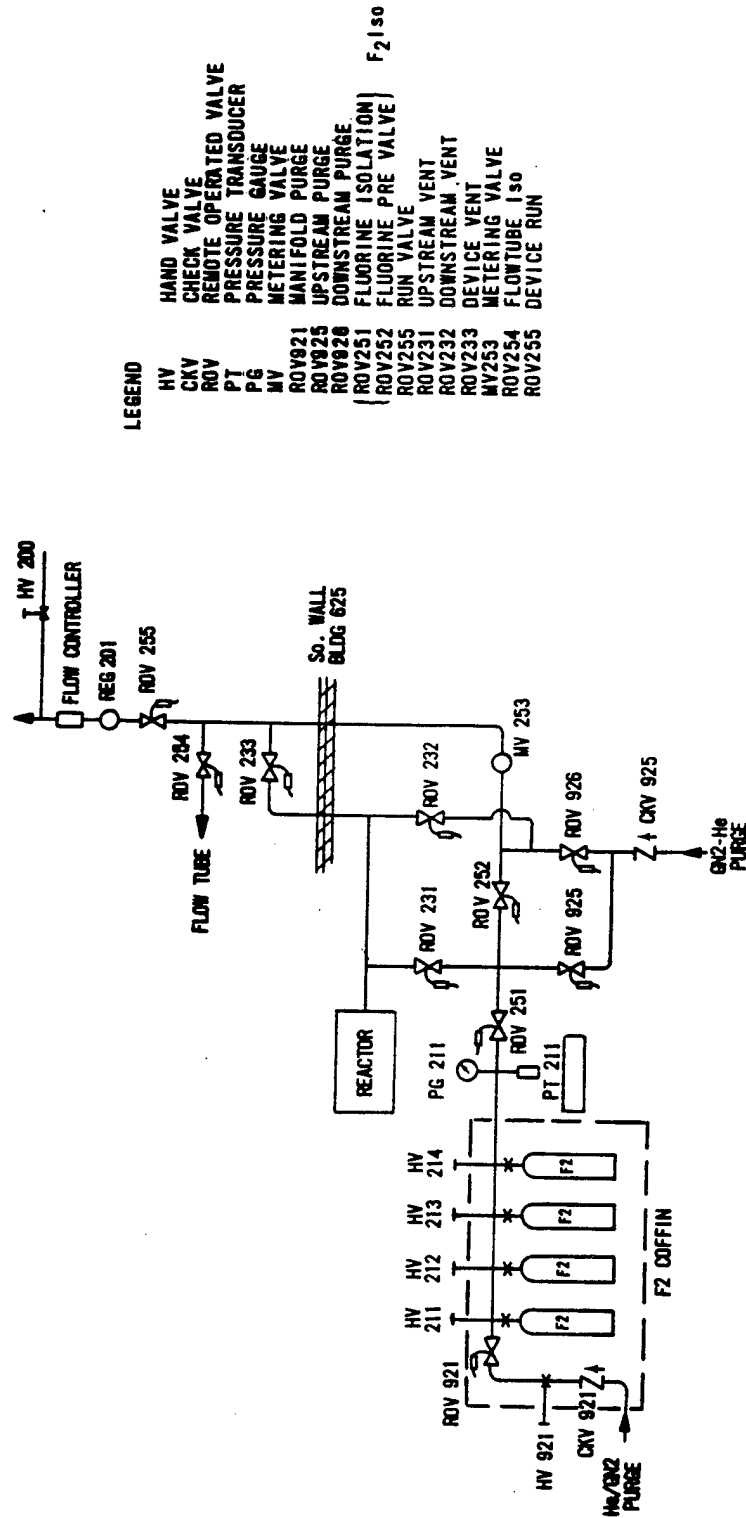 LEGEND
HV HAND VALVE
CKV CHECK VALVE
ROV REMOTE OPERATED VALVE
PT PRESSURE TRANSDUCER
PG PRESSURE GAUGE
MV METERING VALVE
ROV921 MANIFOLD PURGE
ROV925 UPSTREAM PURGE
ROV926 DOWNSTREAM PURGE
ROV251 FLUORINE ISOLATION
F2 Iso
ROV252 FLUORINE PRE VALVE
ROV255 RUN VALVE
ROV231 UPSTREAM VENT
ROV232 DOWNSTREAM VENT
ROV233 DEVICE VENT
MV253 METERING VALVE
ROV254 FLOWTUBE Iso
ROV255 DEVICE RUN
HV 200
FLOW CONTROLLER
REG 201
ROV 255
ROV 254
FLOW TUBE
ROV 233
So. WALL
BLDG 625
REACTOR
ROV 231
ROV 232
MV 253
ROV 252
ROV 251
PG 211
PT 211
ROV 925
ROV 926
CKV 925
GN2-He
PURGE
HV
211
HV
212
HV
213
HV
214
F2
F2
F2
F2
F2 COFFIN
ROV 921
HV 921
CKV 921
He/GN2
PURGE